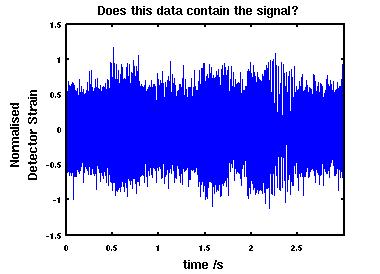 Does this data contain the signal?
1.5
1
0.5
0
-0.5
-1
-1.5
Normalised
Detector Strain
0 0.5 1 1.5 2 2.5
time /s